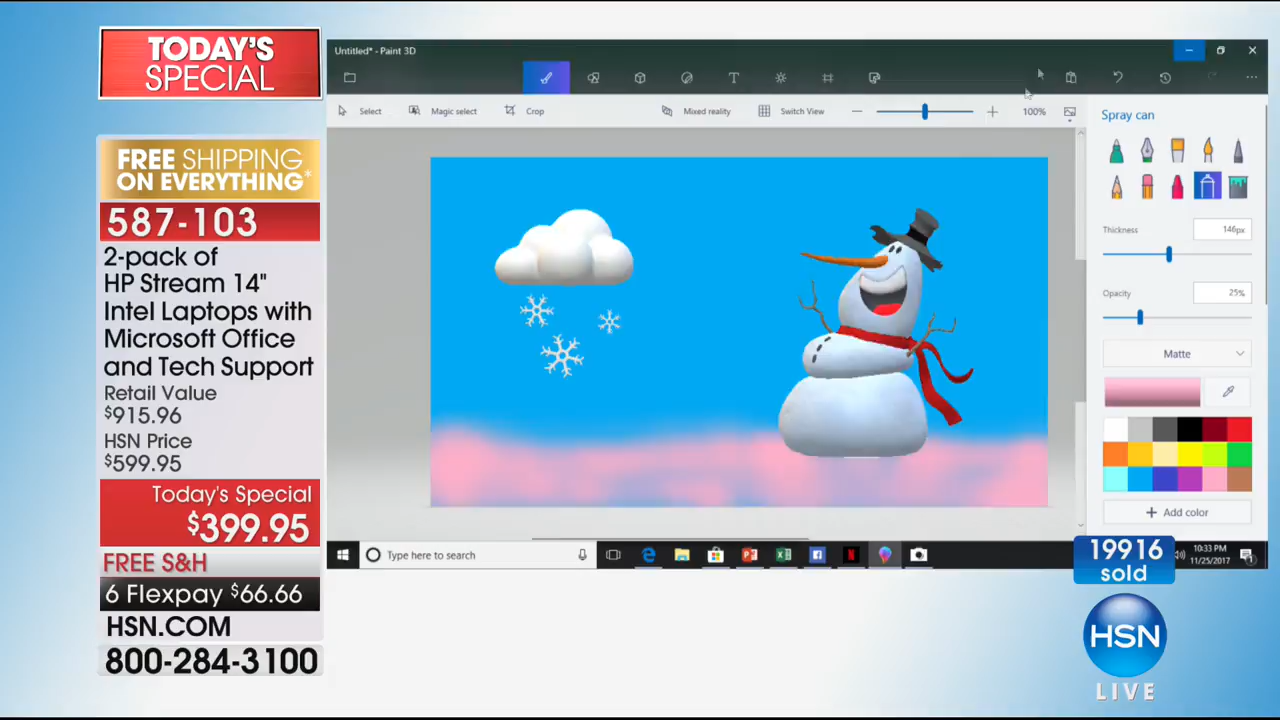 TODAY'S
SPECIAL
FREE SHIPPING
ON EVERYTHING*
587-103
2-pack of
HP Stream 14"
Intel Laptops with
Microsoft Office
and Tech Support
Retail Value
$915.96
HSN Price
$599.95
Today's Special
$399.95
FREE S&H
6 Flexpay $66.66
HSN.COM
800-284-3100
Untitled* - Paint 3D
Select
Magic select
Crop
Mixed reality
Switch View
100%
Spray can
Thickness
146px
Opacity
25%
Matte
Add color
Type here to search
10:33 PM
11/25/2017
19916
sold
HSN
LIVE